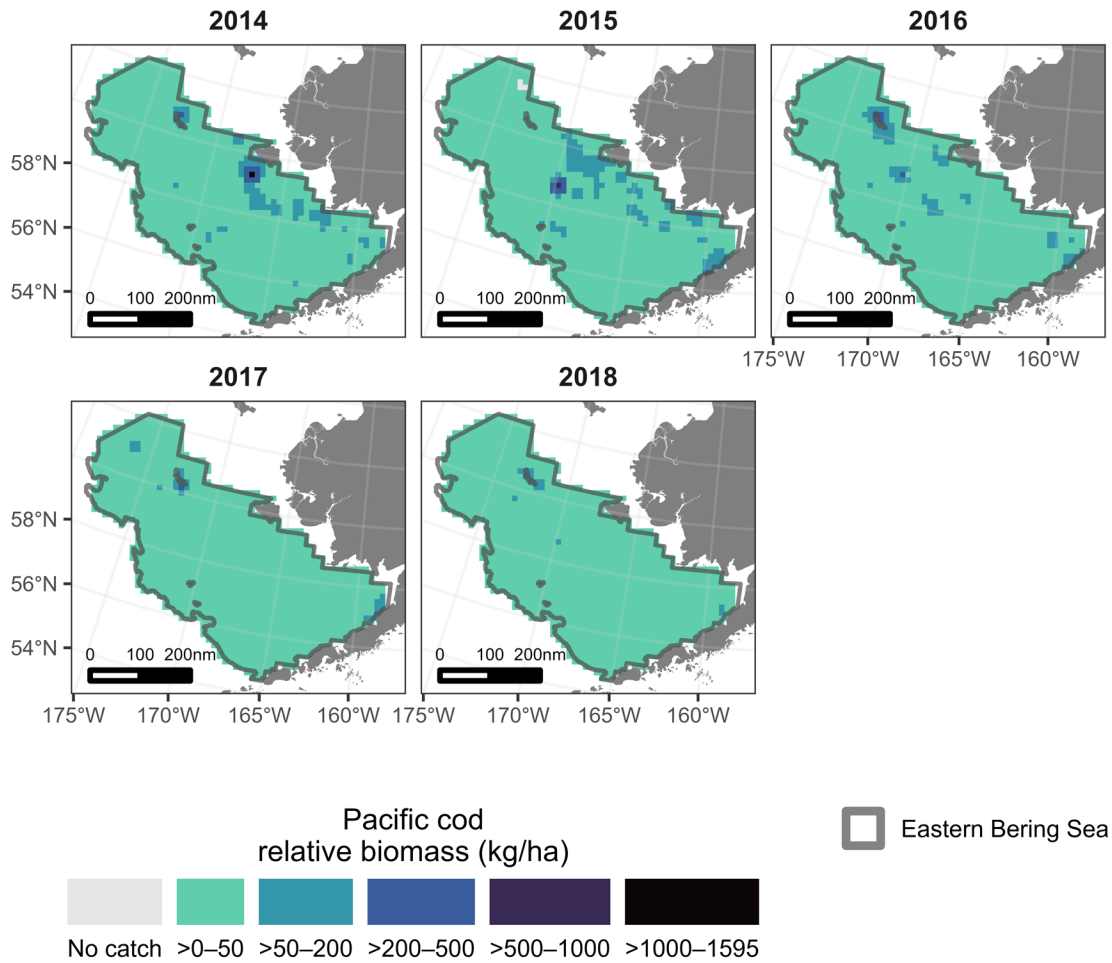 2014 2015 2016
58°N
56°N
54°N
0 100 200nm 0 100 200nm 0 100 200nm
175°W 170°W 165°W 160°W
2017 2018
58°N
56°N
54°N
0 100 200nm 0 100 200nm
175°W 170°W 165°W 160°W 175°W 170°W 165°W 160°W
Pacific cod
relative biomass (kg/ha)
Eastern Bering Sea
No catch >0–50 >50–200 >200–500 >500–1000 >1000–1595